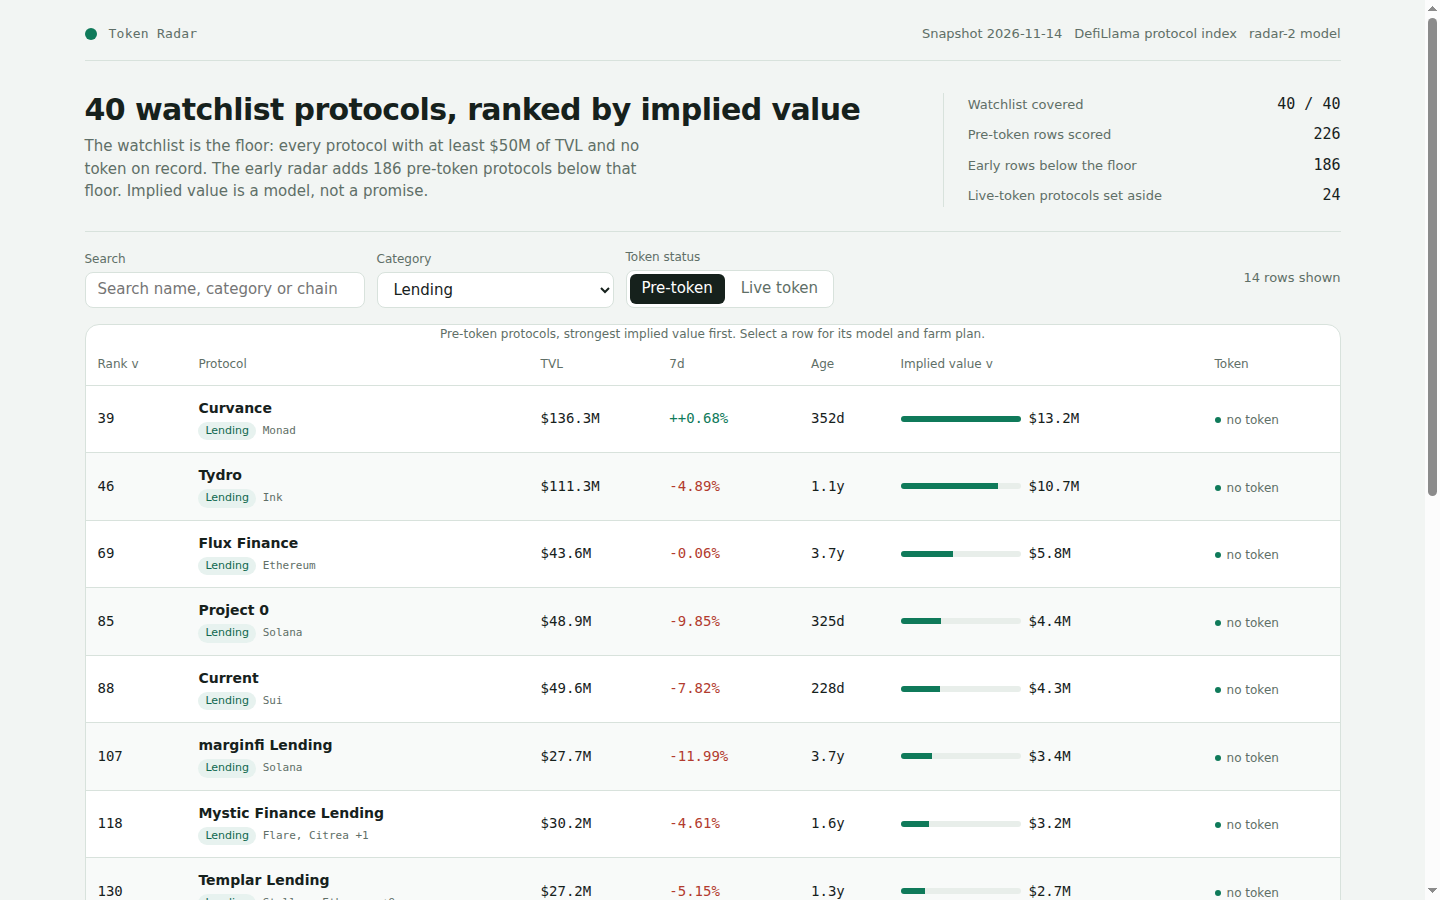 Token Radar
Snapshot 2026-11-14 DefiLlama protocol index radar-2 model
40 watchlist protocols, ranked by implied value
The watchlist is the floor: every protocol with at least $50M of TVL and no
token on record. The early radar adds 186 pre-token protocols below that
floor. Implied value is a model, not a promise.
Watchlist covered 40 / 40
Pre-token rows scored 226
Early rows below the floor 186
Live-token protocols set aside 24
Search Category Token status
Search name, category or chain Lending Pre-token Live token
14 rows shown
Pre-token protocols, strongest implied value first. Select a row for its model and farm plan.
Rank v Protocol TVL 7d Age Implied value v Token
39 Curvance $136.3M ++0.68% 352d $13.2M no token
Lending Monad
46 Tydro $111.3M -4.89% 1.1y $10.7M no token
Lending Ink
69 Flux Finance $43.6M -0.06% 3.7y $5.8M no token
Lending Ethereum
85 Project 0 $48.9M -9.85% 325d $4.4M no token
Lending Solana
88 Current $49.6M -7.82% 228d $4.3M no token
Lending Sui
107 marginfi Lending $27.7M -11.99% 3.7y $3.4M no token
Lending Solana
118 Mystic Finance Lending $30.2M -4.61% 1.6y $3.2M no token
Lending Flare, Citrea +1
130 Templar Lending $27.2M -5.15% 1.3y $2.7M no token